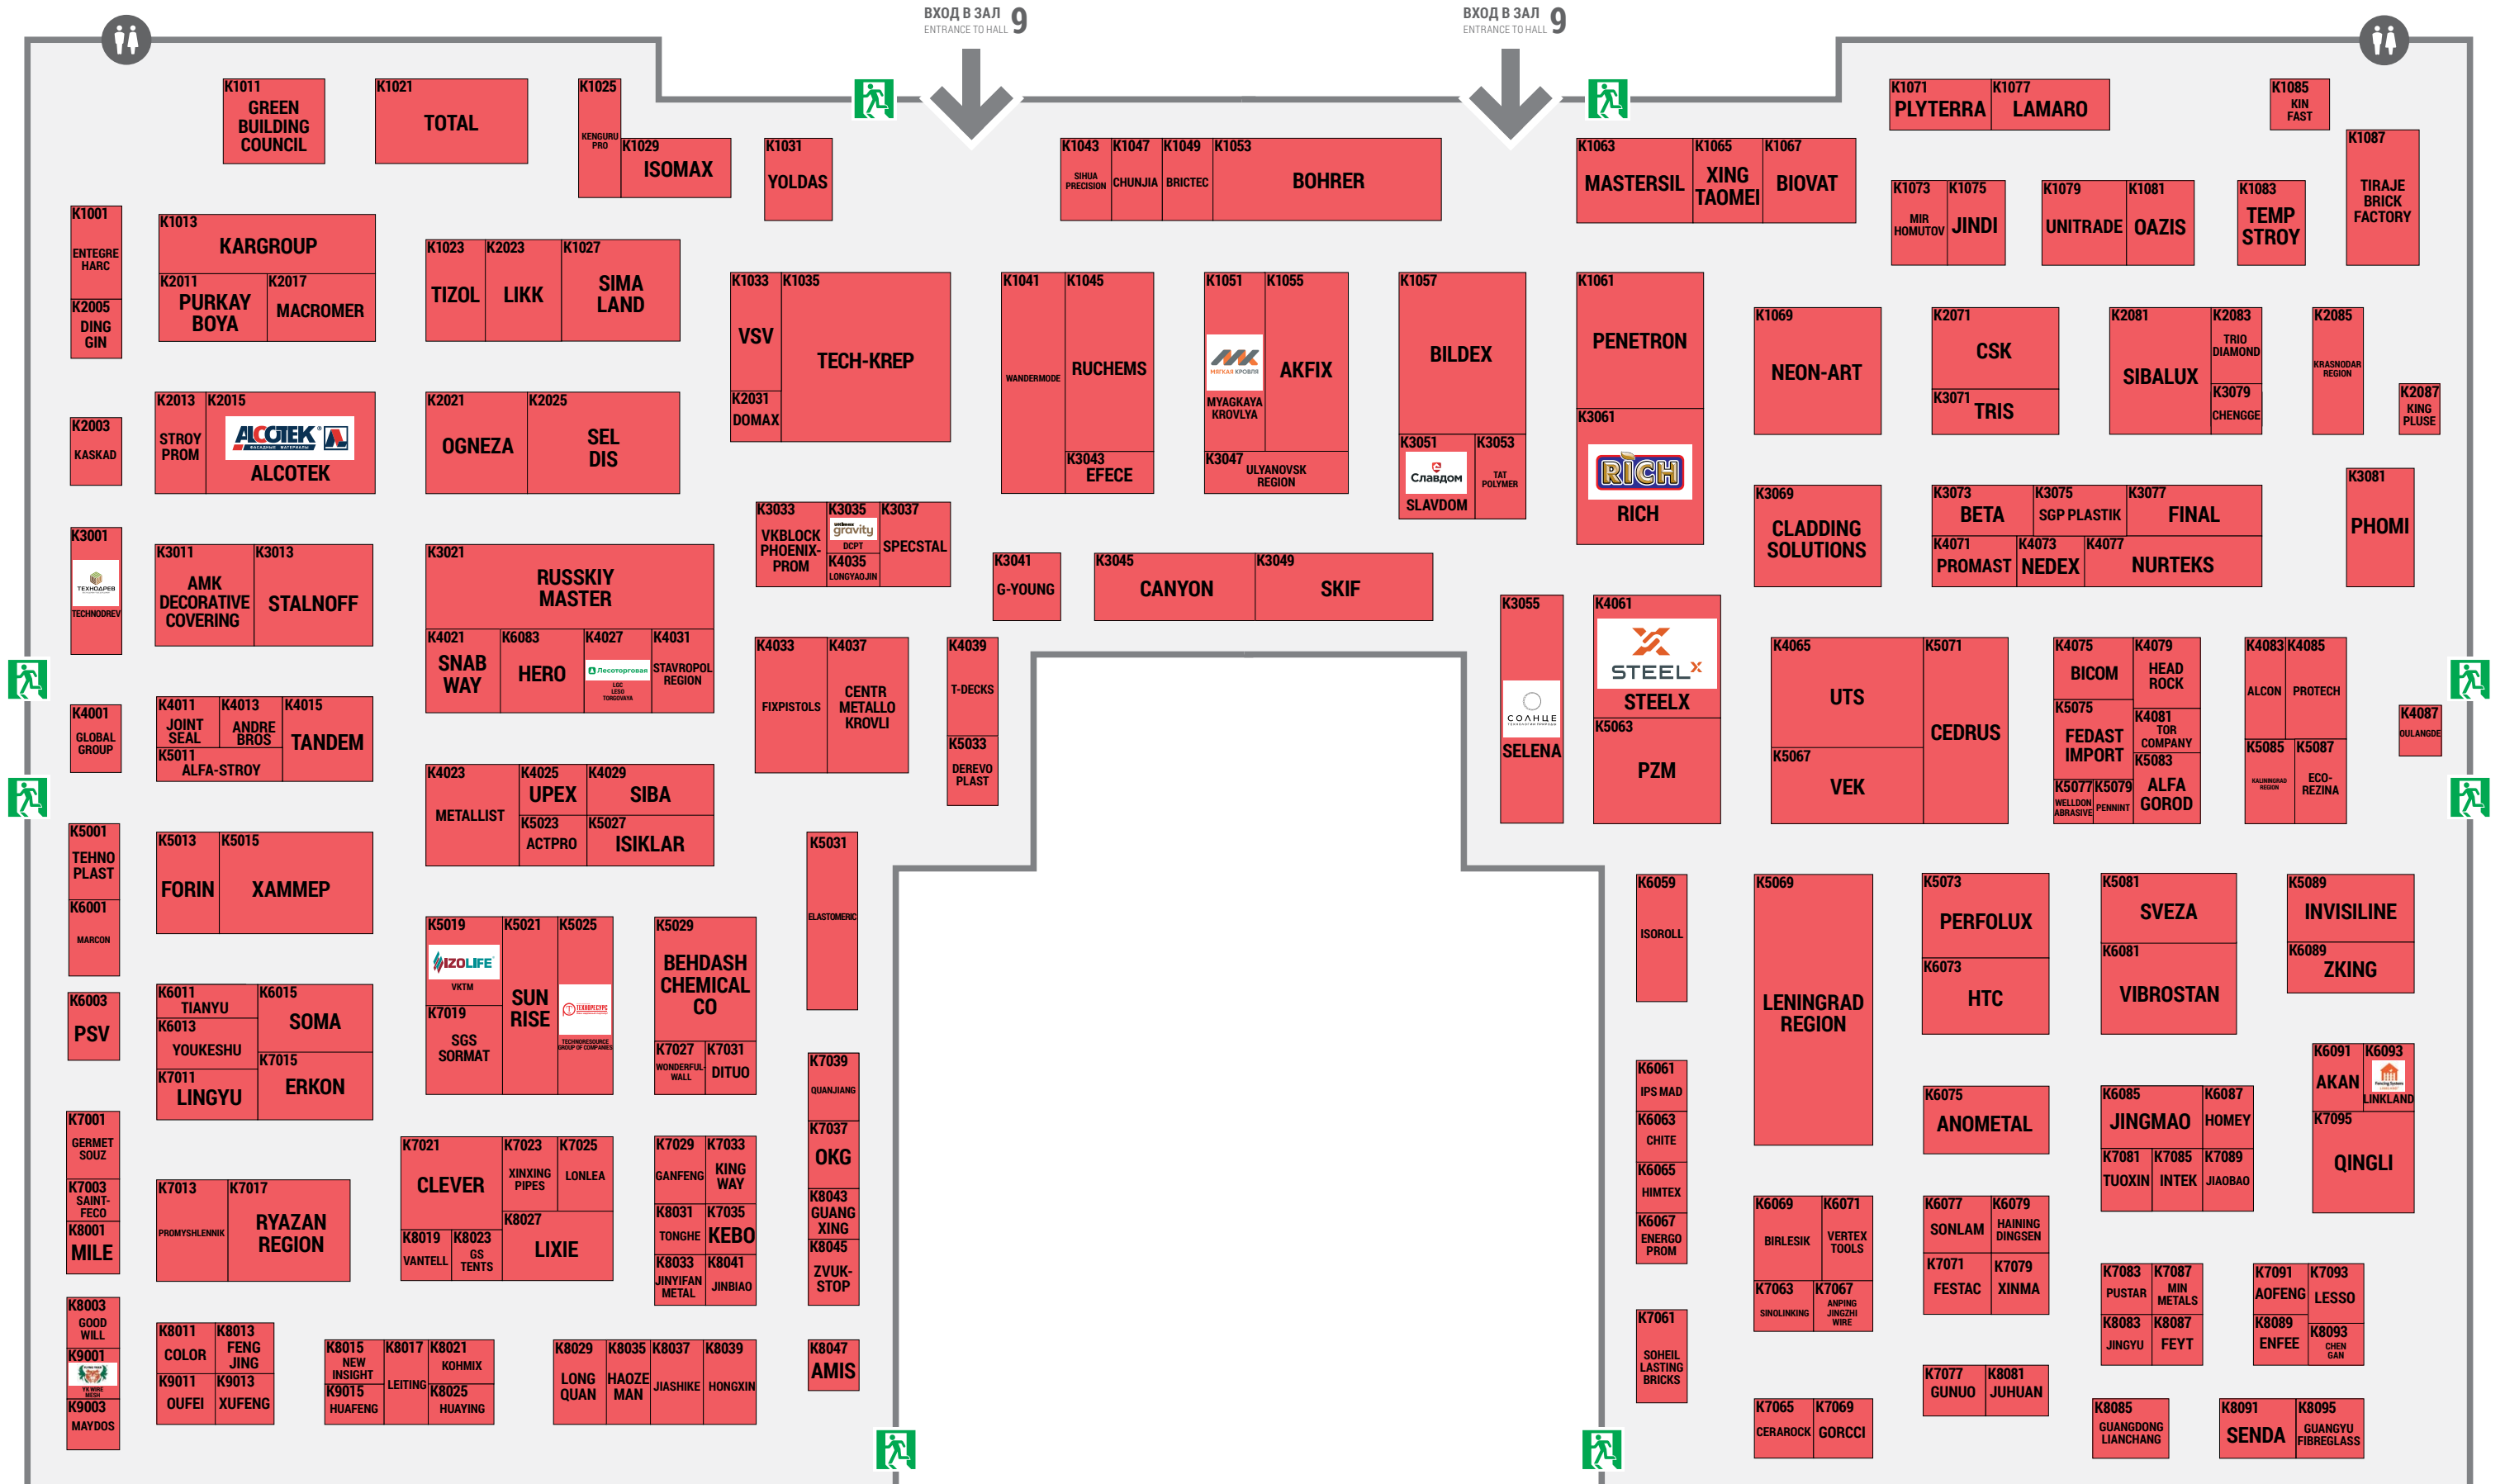 ВХОД В ЗАЛ 9
ENTRANCE TO HALL
ВХОД В ЗАЛ 9
ENTRANCE TO HALL
K1011
GREEN
BUILDING
COUNCIL
K1021
TOTAL
K1025
KENGURU
PRO
K1029
ISOMAX
K1031
YOLDAS
K1043
SIHUA
PRECISION
K1047
CHUNJIA
K1049
BRICTEC
K1053
BOHRER
K1063
MASTERSIL
K1065
XING
TAOMEI
K1067
BIOVAT
K1071
PLYTERRA
K1077
LAMARO
K1085
KIN
FAST
K1087
TIRAJE
BRICK
FACTORY
K1073
MIR
HOMUTOV
K1075
JINDI
K1079
UNITRADE
K1081
OAZIS
K1083
TEMP
STROY
K1001
ENTEGRE
HARC
K2005
DING
GIN
K1013
KARGROUP
K2011
PURKAY
BOYA
K2017
MACROMER
K1023
TIZOL
K2023
LIKK
K1027
SIMA
LAND
K1033
VSV
K1035
TECH-KREP
K2031
DOMAX
K1041
WANDERMODE
K1045
RUCHEMS
K3043
EFECE
K1051
МЯГКАЯ КРОВЛЯ
MYAGKAYA
KROVLYA
K1055
AKFIX
K3047
ULYANOVSK
REGION
K1057
BILDEX
K3051
Славдом
SLAVDOM
K3053
TAT
POLYMER
K1061
PENETRON
K3061
RICH
RICH
K1069
NEON-ART
K2071
CSK
K3071
TRIS
K2081
SIBALUX
K2083
TRIO
DIAMOND
K3079
CHENGGE
K2085
KRASNODAR
REGION
K2087
KING
PLUSE
K2003
KASKAD
K2013
STROY
PROM
K2015
ALCOTEK®
ФАСАДНЫЕ МАТЕРИАЛЫ
ALCOTEK
K2021
OGNEZA
K2025
SEL
DIS
K3033
VKBLOCK
PHOENIX-
PROM
K3035
gravity
DCPT
K4035
LONGYAOJIN
K3037
SPECSTAL
K3041
G-YOUNG
K3045
CANYON
K3049
SKIF
K3069
CLADDING
SOLUTIONS
K3073
BETA
K3075
SGP PLASTIK
K3077
FINAL
K4071
PROMAST
K4073
NEDEX
K4077
NURTEKS
K3081
PHOMI
K3001
ТЕХНОДРЕВ
TECHNODREV
K3011
AMK
DECORATIVE
COVERING
K3013
STALNOFF
K3021
RUSSKIY
MASTER
K4021
SNAB
WAY
K6083
HERO
K4027
Лесоторговая
LGC
LESO
TORGOVAYA
K4031
STAVROPOL
REGION
K4033
FIXPISTOLS
K4037
CENTR
METALLO
KROVLI
K4039
T-DECKS
K5033
DEREVO
PLAST
K3055
СОЛНЦЕ
SELENA
K4061
STEELX
STEELX
K5063
PZM
K4065
UTS
K5067
VEK
K5071
CEDRUS
K4075
BICOM
K4079
HEAD
ROCK
K5075
FEDAST
IMPORT
K4081
TOR
COMPANY
K5077
WELLDON
ABRASIVE
K5079
PENNINT
K5083
ALFA
GOROD
K4083
ALCON
K4085
PROTECH
K5085
KALININGRAD
REGION
K5087
ECO-
REZINA
K4087
OULANGDE
K4001
GLOBAL
GROUP
K4011
JOINT
SEAL
K4013
ANDRE
BROS
K4015
TANDEM
K5011
ALFA-STROY
K4023
METALLIST
K4025
UPEX
K4029
SIBA
K5023
ACTPRO
K5027
ISIKLAR
K5001
TEHNO
PLAST
K6001
MARCON
K5013
FORIN
K5015
ХАММЕР
K5031
ELASTOMERIC
K5019
IZOLIFE
VKTM
K7019
SGS
SORMAT
K5021
SUN
RISE
K5025
ТЕХНОРЕСУРС
TECHNORESOURCE
GROUP OF COMPANIES
K5029
BEHDASH
CHEMICAL
CO
K7027
WONDERFUL-
WALL
K7031
DITUO
K6059
ISOROLL
K5069
LENINGRAD
REGION
K5073
PERFOLUX
K6073
HTC
K5081
SVEZA
K6081
VIBROSTAN
K5089
INVISILINE
K6089
ZKING
K6003
PSV
K6011
TIANYU
K6013
YOUKESHU
K7011
LINGYU
K6015
SOMA
K7015
ERKON
K7039
QUANJIANG
K7037
OKG
K8043
GUANG
XING
K8045
ZVUK-
STOP
K6061
IPS MAD
K6063
CHITE
K6065
HIMTEX
K6067
ENERGO
PROM
K6075
ANOMETAL
K6085
JINGMAO
K6087
HOMEY
K7081
TUOXIN
K7085
INTEK
K7089
JIAOBAO
K6091
AKAN
K6093
LINKLAND
K7095
QINGLI
K7001
GERMET
SOUZ
K7003
SAINT-
FECO
K8001
MILE
K7013
PROMYSHLENNIK
K7017
RYAZAN
REGION
K7021
CLEVER
K7023
XINXING
PIPES
K7025
LONLEA
K8019
VANTELL
K8023
GS
TENTS
K8027
LIXIE
K7029
GANFENG
K7033
KING
WAY
K8031
TONGHE
K7035
KEBO
K8033
JINYIFAN
METAL
K8041
JINBIAO
K6069
BIRLESIK
K6071
VERTEX
TOOLS
K7063
SINOLINKING
K7067
ANPING
JINGZHI
WIRE
K6077
SONLAM
K6079
HAINING
DINGSEN
K7071
FESTAC
K7079
XINMA
K7083
PUSTAR
K7087
MIN
METALS
K8083
JINGYU
K8087
FEYT
K7091
AOFENG
K7093
LESSO
K8089
ENFEE
K8093
CHEN
GAN
K8003
GOOD
WILL
K9001
YK WIRE
MESH
K9003
MAYDOS
K8011
COLOR
K8013
FENG
JING
K9011
OUFEI
K9013
XUFENG
K8015
NEW
INSIGHT
K9015
HUAFENG
K8017
LEITING
K8021
KOHMIX
K8025
HUAYING
K8029
LONG
QUAN
K8035
HAOZE
MAN
K8037
JIASHIKE
K8039
HONGXIN
K8047
AMIS
K7061
SOHEIL
LASTING
BRICKS
K7065
CERAROCK
K7069
GORCCI
K7077
GUNUO
K8081
JUHUAN
K8085
GUANGDONG
LIANCHANG
K8091
SENDA
K8095
GUANGYU
FIBREGLASS